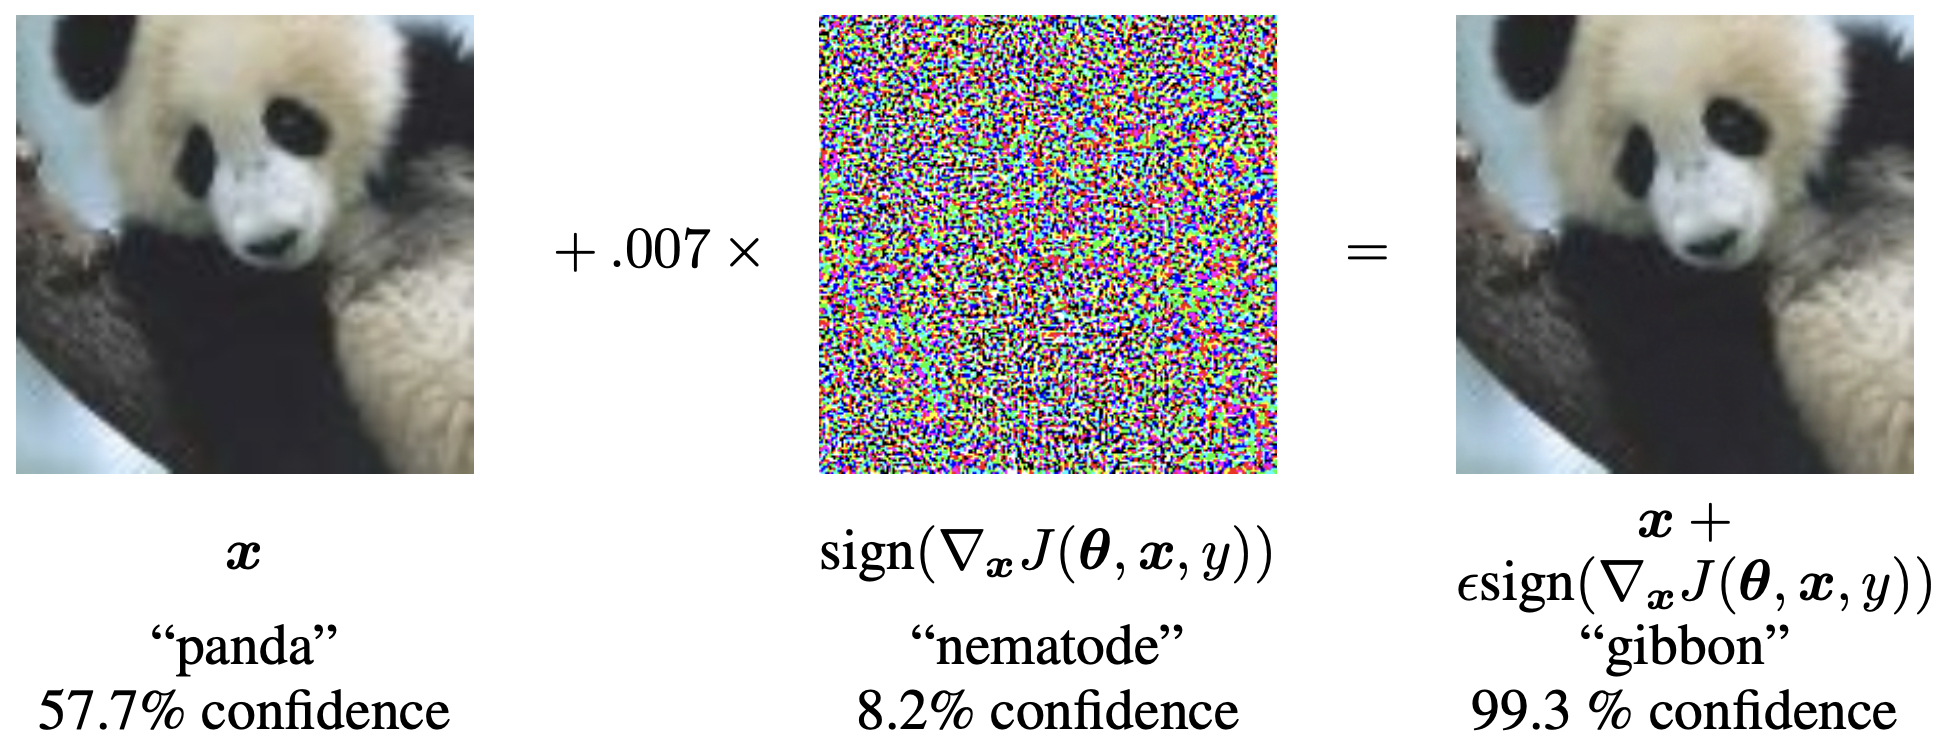 + .007 ×
=
x
sign(∇ₓJ(θ, x, y))
x +
ϵsign(∇ₓJ(θ, x, y))
“panda”
“nematode”
“gibbon”
57.7% confidence
8.2% confidence
99.3 % confidence